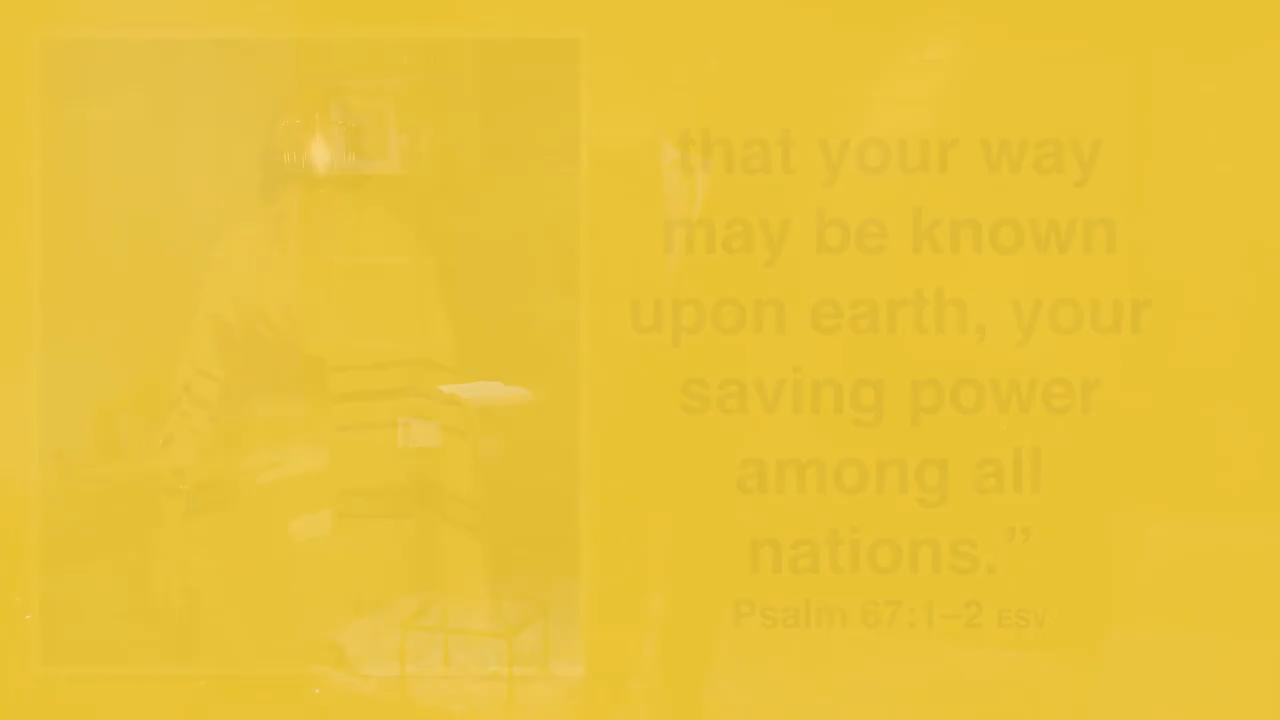 that your way
may be known
upon earth, your
saving power
among all
nations.”
Psalm 67:1–2 ESV